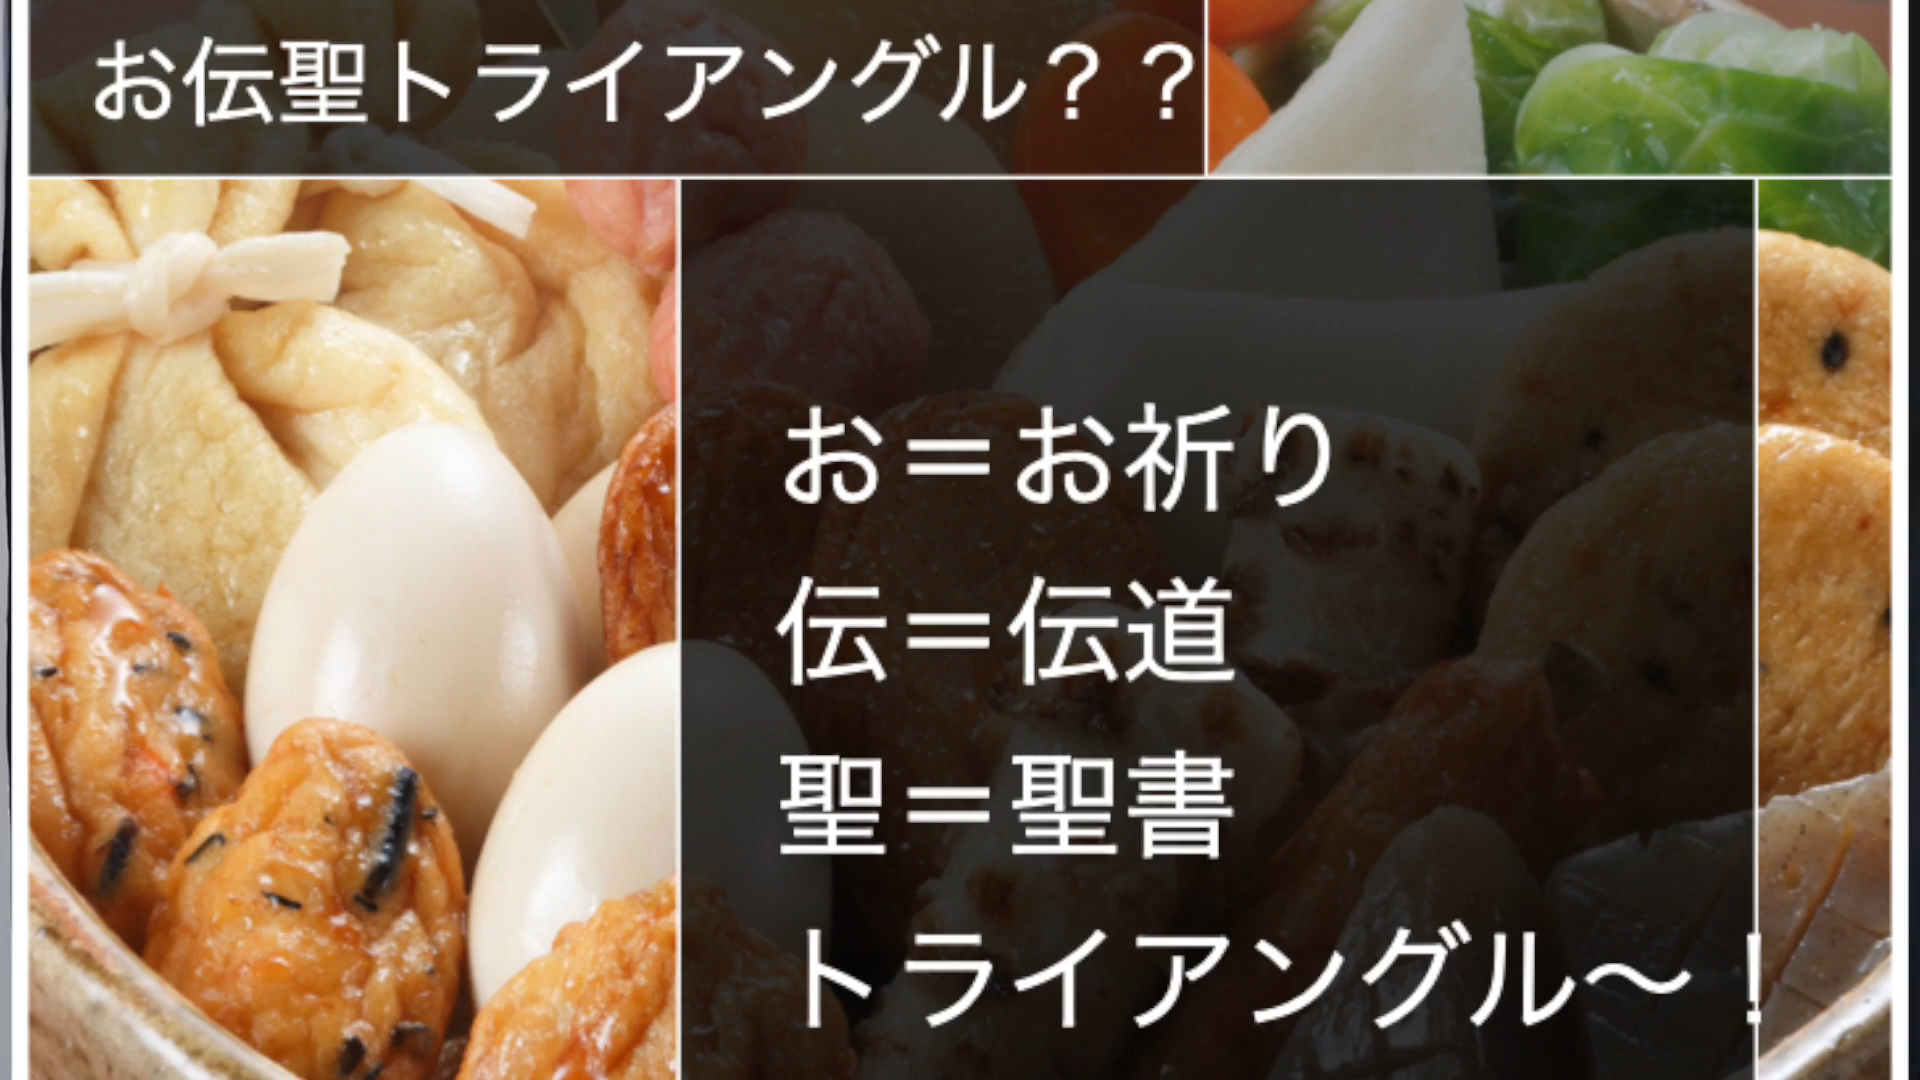 お伝聖トライアングル？？
お＝お祈り
伝＝伝道
聖＝聖書
トライアングル〜！